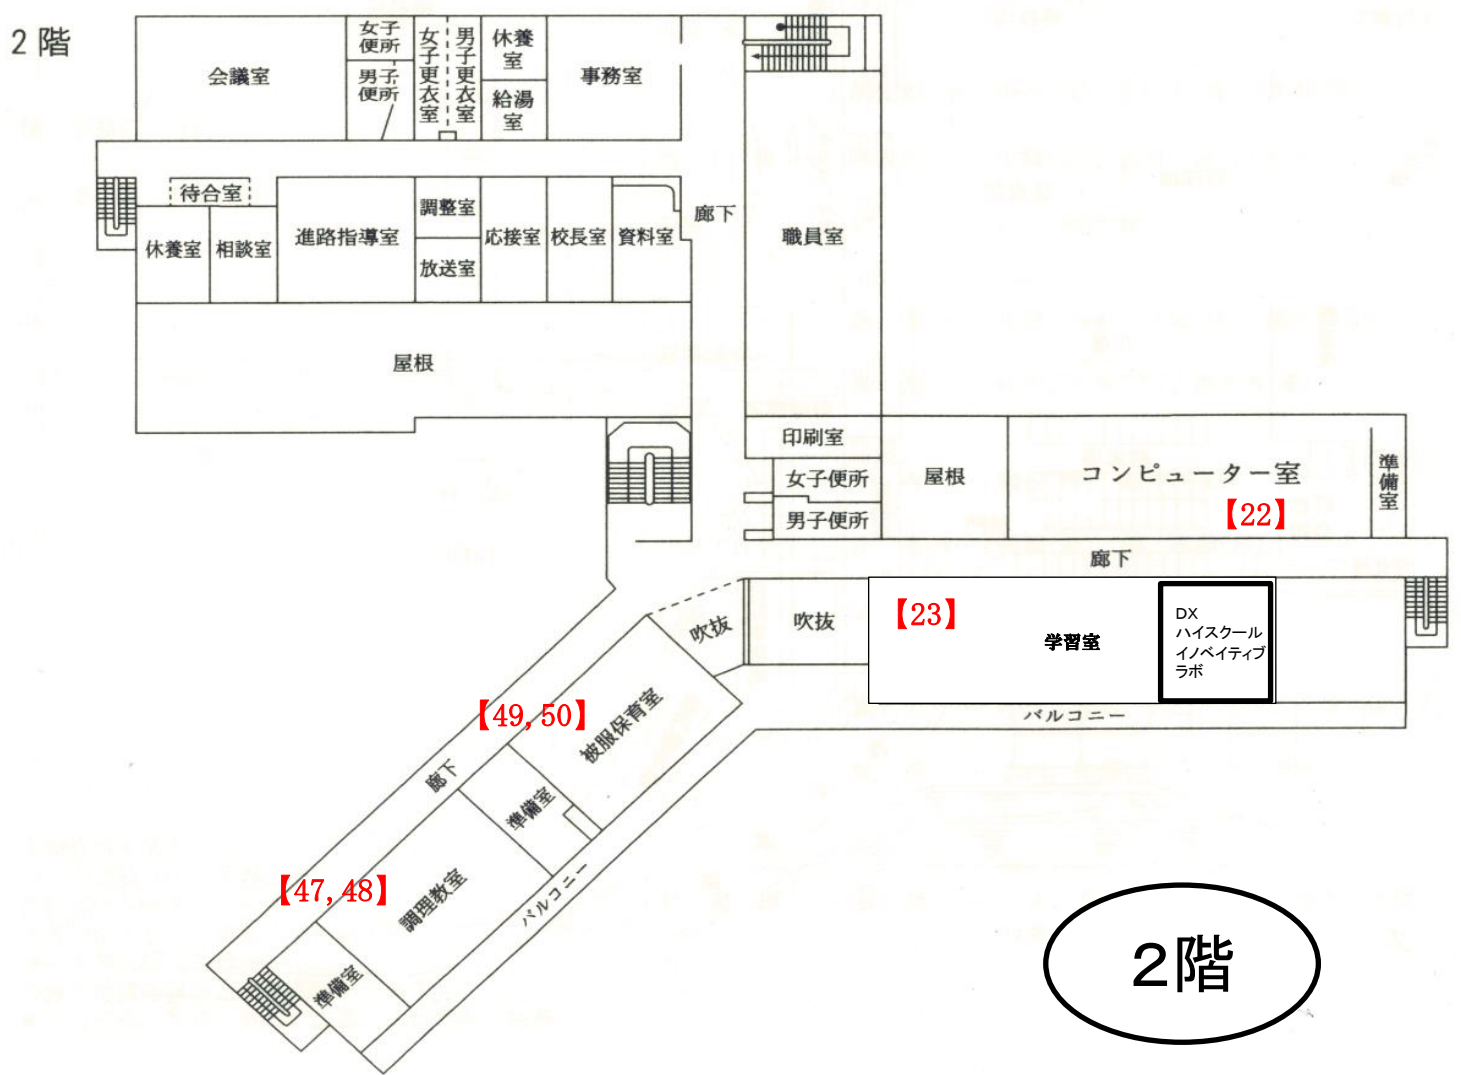 2階
会議室
女子
便所
男子
便所
女子更衣室
男子更衣室
休養
室
給湯
室
事務室
待合室
休養室
相談室
進路指導室
調整室
放送室
応接室
校長室
資料室
廊下
職員室
屋根
印刷室
女子便所
男子便所
屋根
コンピューター室
【22】
準備室
廊下
吹抜
吹抜
【23】
学習室
DX
ハイスクール
イノベイティブ
ラボ
バルコニー
【49,50】
被服保育室
廊下
準備室
【47,48】
調理教室
バルコニー
準備室
2階